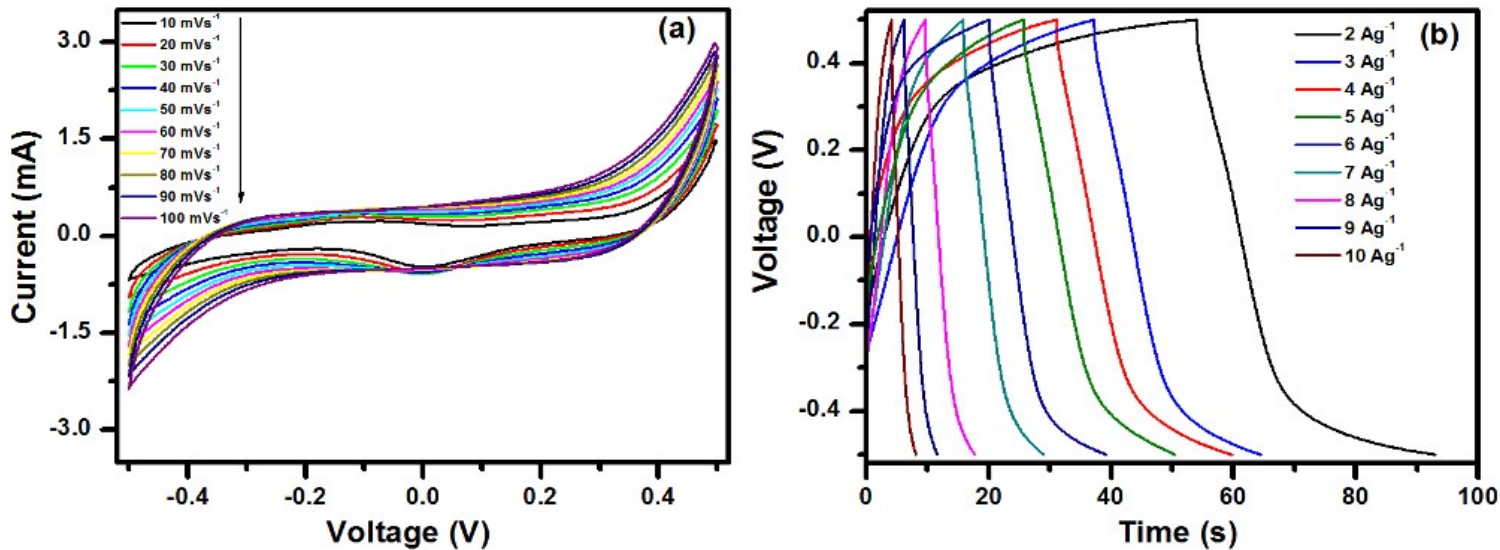 (a)
10 mVs⁻¹
20 mVs⁻¹
30 mVs⁻¹
40 mVs⁻¹
50 mVs⁻¹
60 mVs⁻¹
70 mVs⁻¹
80 mVs⁻¹
90 mVs⁻¹
100 mVs⁻¹
3.0
1.5
0.0
-1.5
-3.0
Current (mA)
-0.4
-0.2
0.0
0.2
0.4
Voltage (V)
(b)
2 Ag⁻¹
3 Ag⁻¹
4 Ag⁻¹
5 Ag⁻¹
6 Ag⁻¹
7 Ag⁻¹
8 Ag⁻¹
9 Ag⁻¹
10 Ag⁻¹
0.4
0.2
0.0
-0.2
-0.4
Voltage (V)
0
20
40
60
80
100
Time (s)